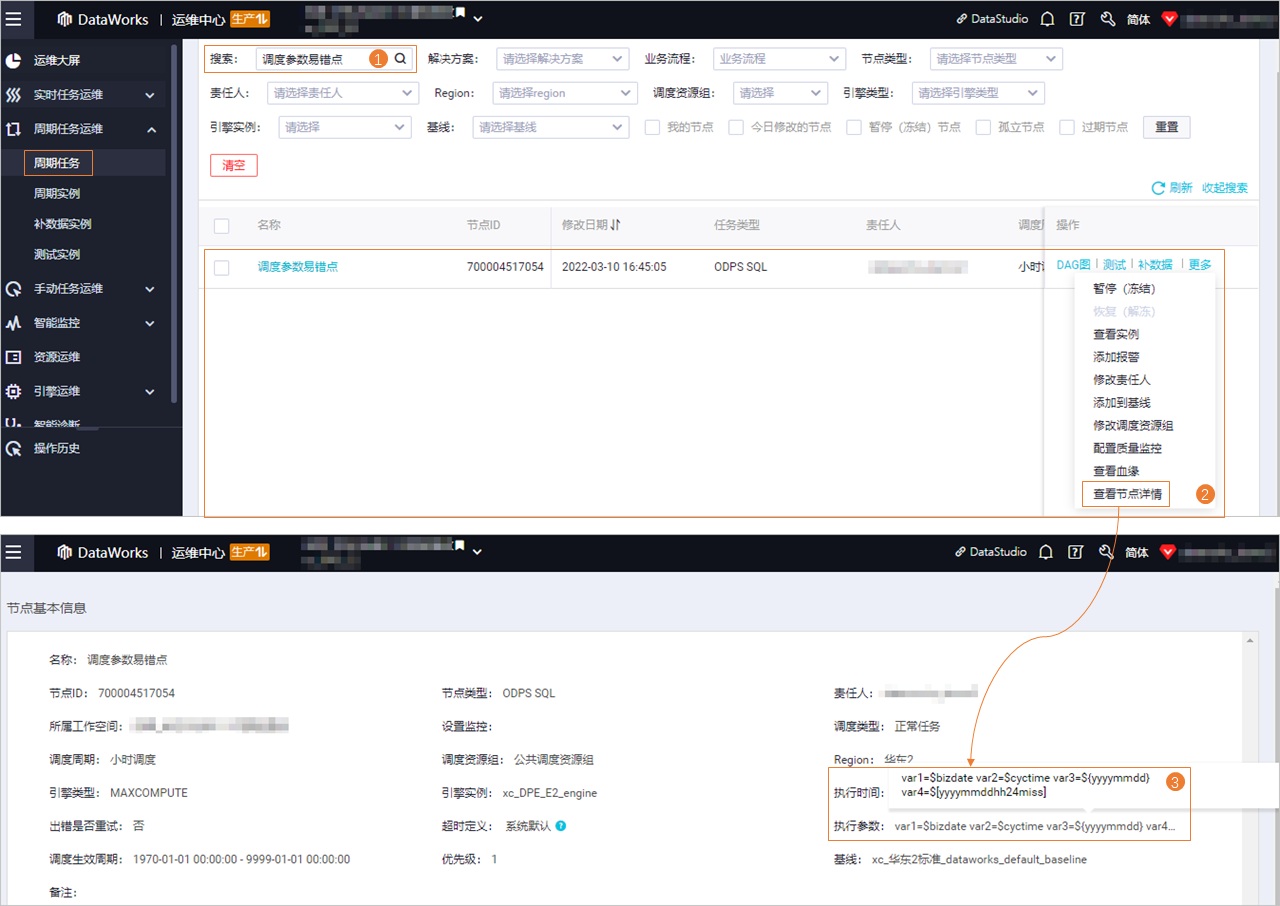 DataWorks | 运维中心 生产
DataStudio 简体
运维大屏
实时任务运维
周期任务运维
周期任务
周期实例
补数据实例
测试实例
手动任务运维
智能监控
资源运维
引擎运维
智能诊断
操作历史
搜索: 调度参数易错点 1 解决方案: 请选择解决方案 业务流程: 业务流程 节点类型: 请选择节点类型
责任人: 请选择责任人 Region: 请选择region 调度资源组: 请选择 引擎类型: 请选择引擎类型
引擎实例: 请选择 基线: 请选择基线 我的节点 今日修改的节点 暂停（冻结）节点 孤立节点 过期节点 重置
清空
刷新 收起搜索
名称 节点ID 修改日期 任务类型 责任人 调度 操作
调度参数易错点 700004517054 2022-03-10 16:45:05 ODPS SQL 小时 DAG图 | 测试 | 补数据 | 更多
暂停（冻结）
恢复（解冻）
查看实例
添加报警
修改责任人
添加到基线
修改调度资源组
配置质量监控
查看血缘
查看节点详情 2
DataWorks | 运维中心 生产
DataStudio 简体
节点基本信息
名称: 调度参数易错点
节点ID: 700004517054 节点类型: ODPS SQL 责任人:
所属工作空间: 设置监控: 调度类型: 正常任务
调度周期: 小时调度 调度资源组: 公共调度资源组 Region: 华东2
var1=$bizdate var2=$cyctime var3=${yyyymmdd} 3
var4=$[yyyymmddhh24miss]
引擎类型: MAXCOMPUTE 引擎实例: xc_DPE_E2_engine 执行时间:
出错是否重试: 否 超时定义: 系统默认 ? 执行参数: var1=$bizdate var2=$cyctime var3=${yyyymmdd} var4...
调度生效周期: 1970-01-01 00:00:00 - 9999-01-01 00:00:00 优先级: 1 基线: xc_华东2标准_dataworks_default_baseline
备注: